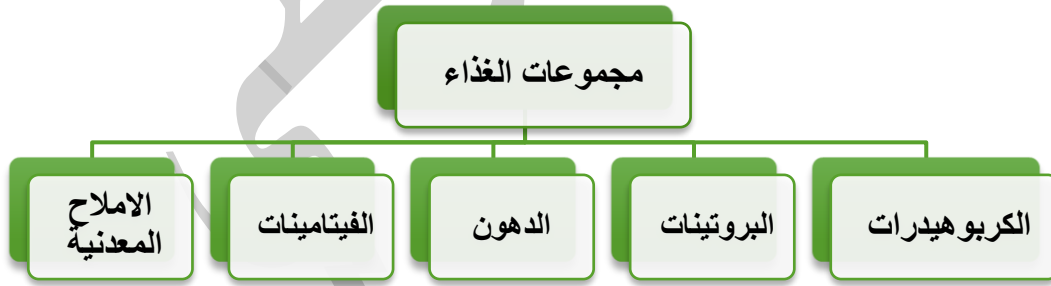 مجموعات الغذاء
الكربوهيدرات
البروتينات
الدهون
الفيتامينات
الاملاح
المعدنية